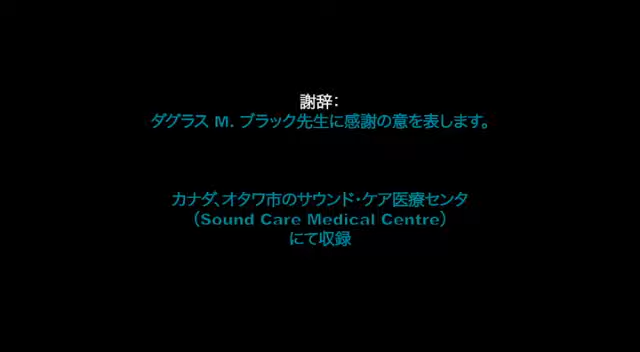 謝辞：
ダグラス M. ブラック先生に感謝の意を表します。
カナダ、オタワ市のサウンド・ケア医療センタ
（Sound Care Medical Centre）
にて収録